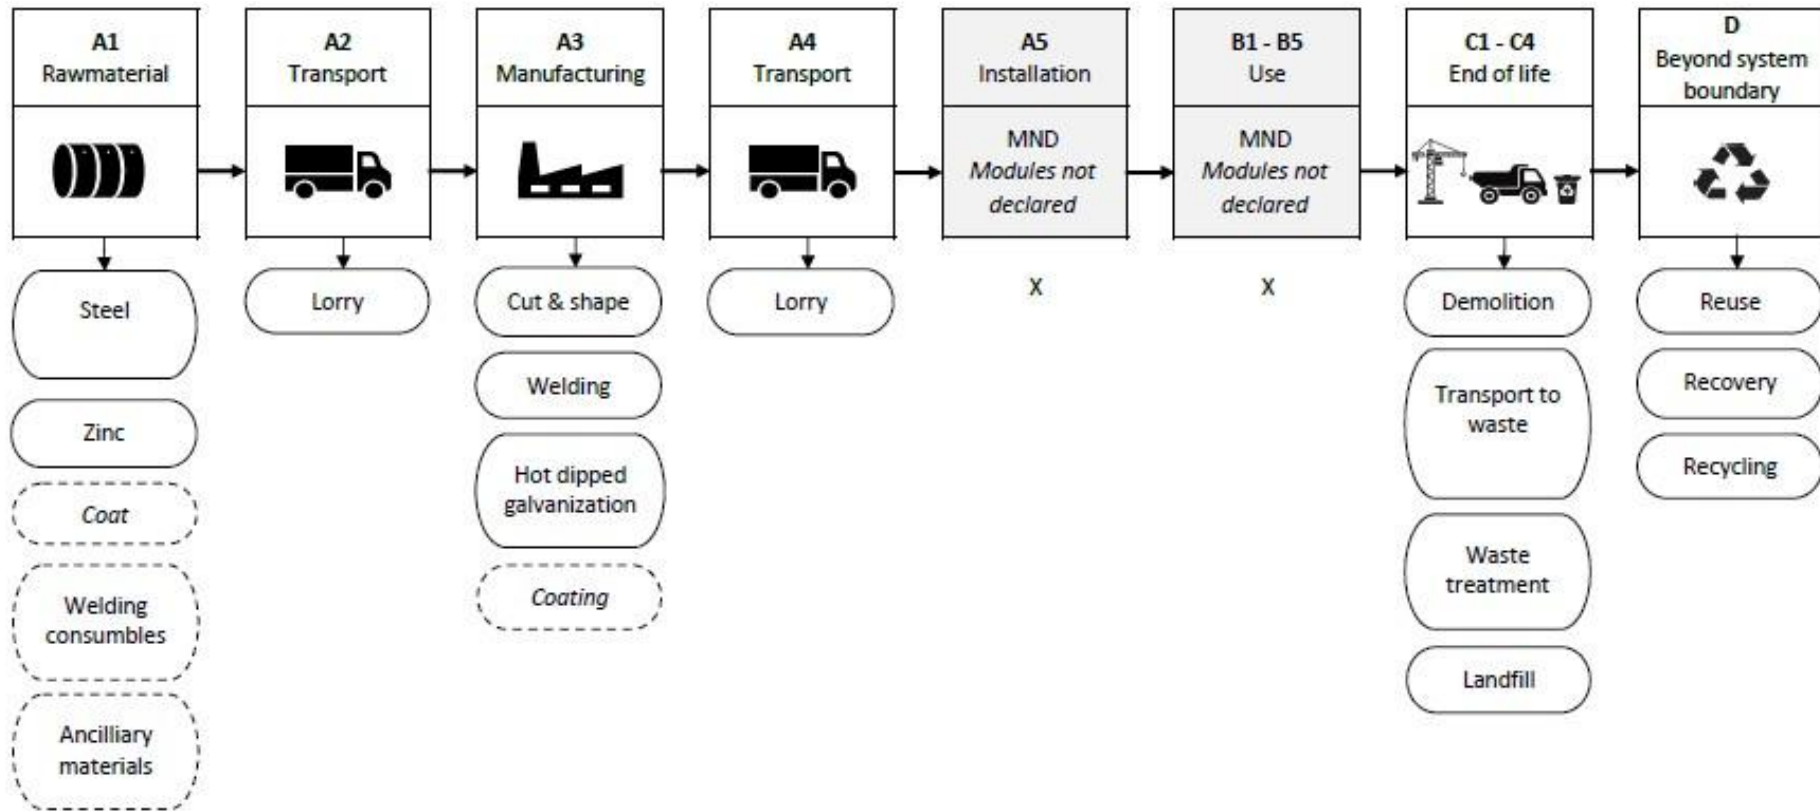 A1
Rawmaterial
A2
Transport
A3
Manufacturing
A4
Transport
A5
Installation
B1 - B5
Use
C1 - C4
End of life
D
Beyond system
boundary
MND
Modules not
declared
MND
Modules not
declared
Steel
Zinc
Coat
Welding
consumbles
Ancilliary
materials
Lorry
Cut & shape
Welding
Hot dipped
galvanization
Coating
Lorry
X
X
Demolition
Transport to
waste
Waste
treatment
Landfill
Reuse
Recovery
Recycling